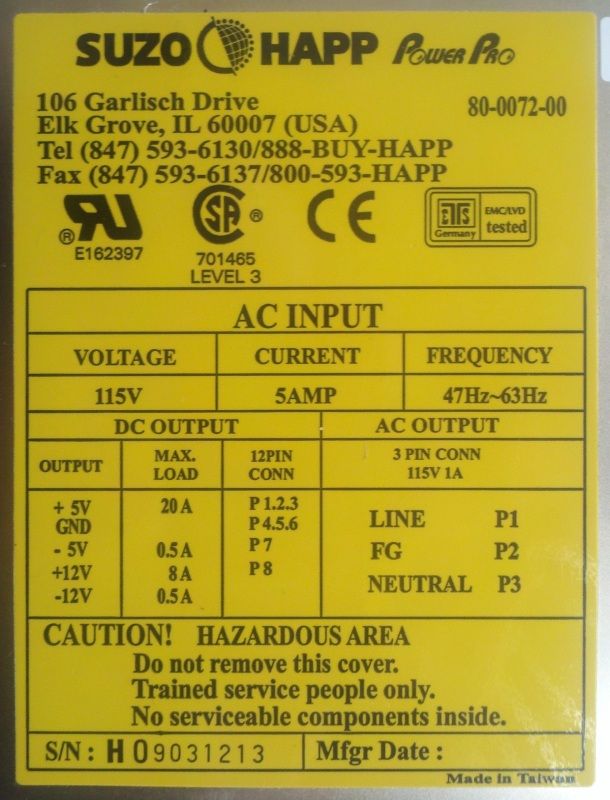 SUZO HAPP POWER PRO
106 Garlisch Drive 80-0072-00
Elk Grove, IL 60007 (USA)
Tel (847) 593-6130/888-BUY-HAPP
Fax (847) 593-6137/800-593-HAPP
RU ® E162397
SA ® 701465
LEVEL 3
CE
ETS Germany EMC/LVD tested
AC INPUT
VOLTAGE CURRENT FREQUENCY
115V 5AMP 47Hz~63Hz
DC OUTPUT AC OUTPUT
OUTPUT MAX. LOAD 12PIN CONN 3 PIN CONN 115V 1A
+ 5V 20 A P 1.2.3
GND P 4.5.6
- 5V 0.5 A P 7
+12V 8 A P 8
-12V 0.5 A
LINE P1
FG P2
NEUTRAL P3
CAUTION! HAZARDOUS AREA
Do not remove this cover.
Trained service people only.
No serviceable components inside.
S/N : H 09031213 Mfgr Date :
Made in Taiwan